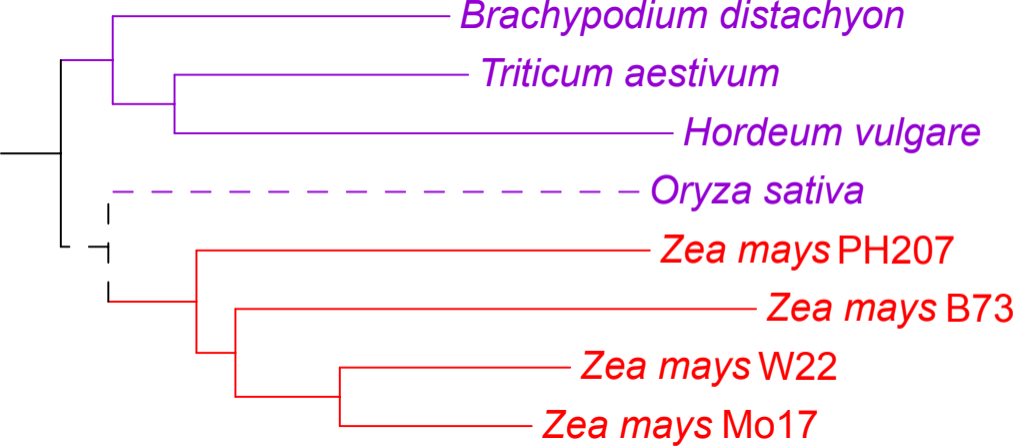 Brachypodium distachyon
Triticum aestivum
Hordeum vulgare
Oryza sativa
Zea mays PH207
Zea mays B73
Zea mays W22
Zea mays Mo17